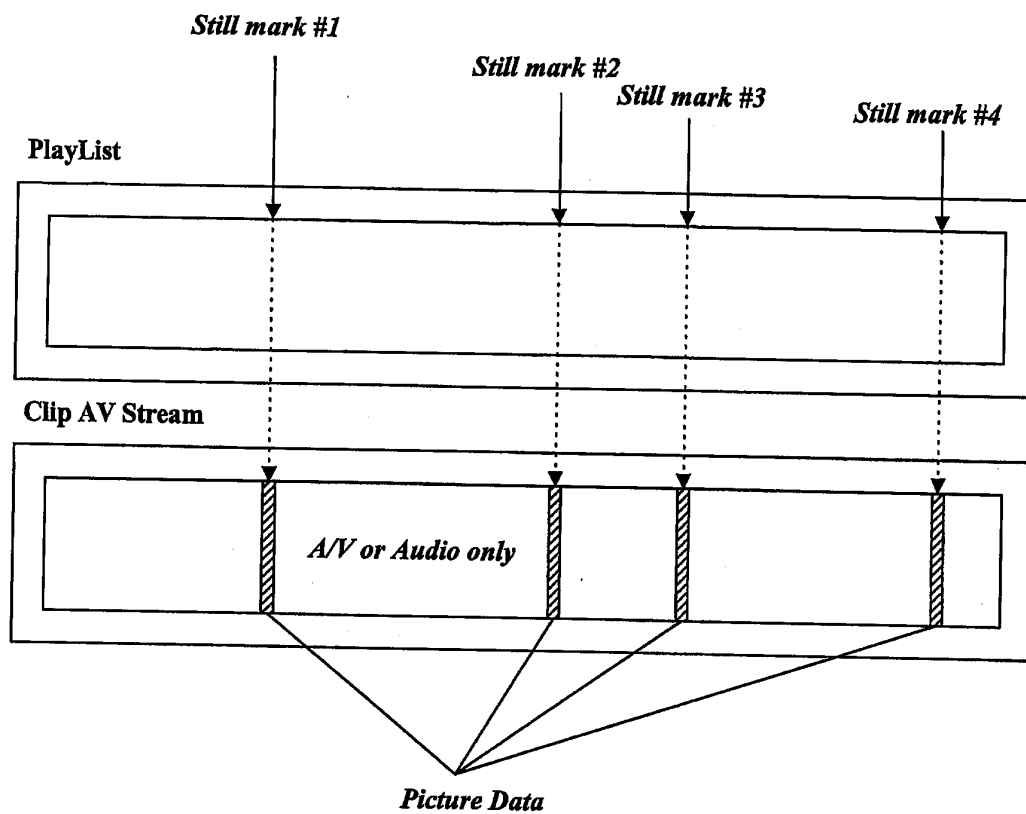 Still mark #1
Still mark #2
Still mark #3
Still mark #4
PlayList
Clip AV Stream
A/V or Audio only
Picture Data